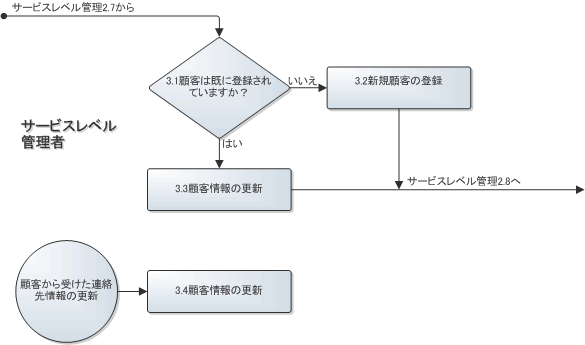 サービスレベル管理2.7から
3.1顧客は既に登録され
ていますか？
いいえ
3.2新規顧客の登録
サービスレベル
管理者
はい
3.3顧客情報の更新
サービスレベル管理2.8へ
顧客から受けた連絡
先情報の更新
3.4顧客情報の更新